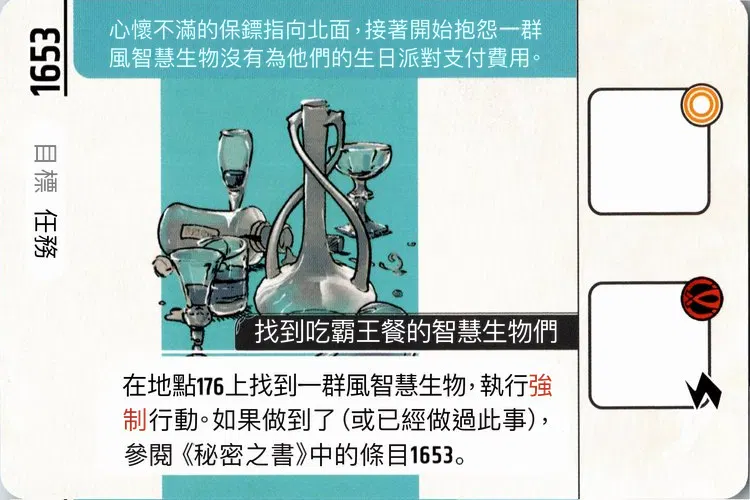 1653
目標 任務
心懷不滿的保鏢指向北面，接著開始抱怨一群
風智慧生物沒有為他們的生日派對支付費用。
找到吃霸王餐的智慧生物們
在地點176上找到一群風智慧生物，執行強
制行動。如果做到了（或已經做過此事），
參閱《秘密之書》中的條目1653。